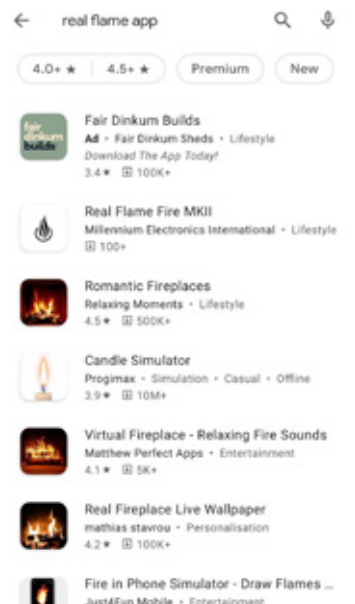 real flame app
4.0+ ★
4.5+ ★
Premium
New
fair
dinkum
builds
Fair Dinkum Builds
Ad • Fair Dinkum Sheds • Lifestyle
Download The App Today!
3.4 ★ 100K+
Real Flame Fire MKII
Millennium Electronics International • Lifestyle
100+
Romantic Fireplaces
Relaxing Moments • Lifestyle
4.5 ★ 500K+
Candle Simulator
Progimax • Simulation • Casual • Offline
3.9 ★ 10M+
Virtual Fireplace - Relaxing Fire Sounds
Matthew Perfect Apps • Entertainment
4.1 ★ 5K+
Real Fireplace Live Wallpaper
mathias stavrou • Personalisation
4.2 ★ 100K+
Fire in Phone Simulator - Draw Flames ...
Just4Fun Mobile • Entertainment